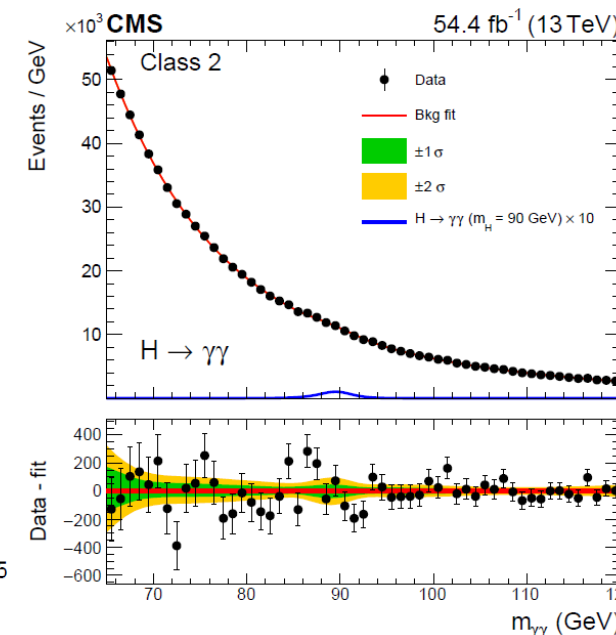 ×10³ CMS 54.4 fb⁻¹ (13 TeV)
Class 2
Data
Bkg fit
±1 σ
±2 σ
H → γγ (m_H = 90 GeV) × 10
H → γγ
Events / GeV
50
40
30
20
10
Data - fit
400
200
0
−200
−400
−600
5
70 80 90 100 110
m_γγ (GeV)